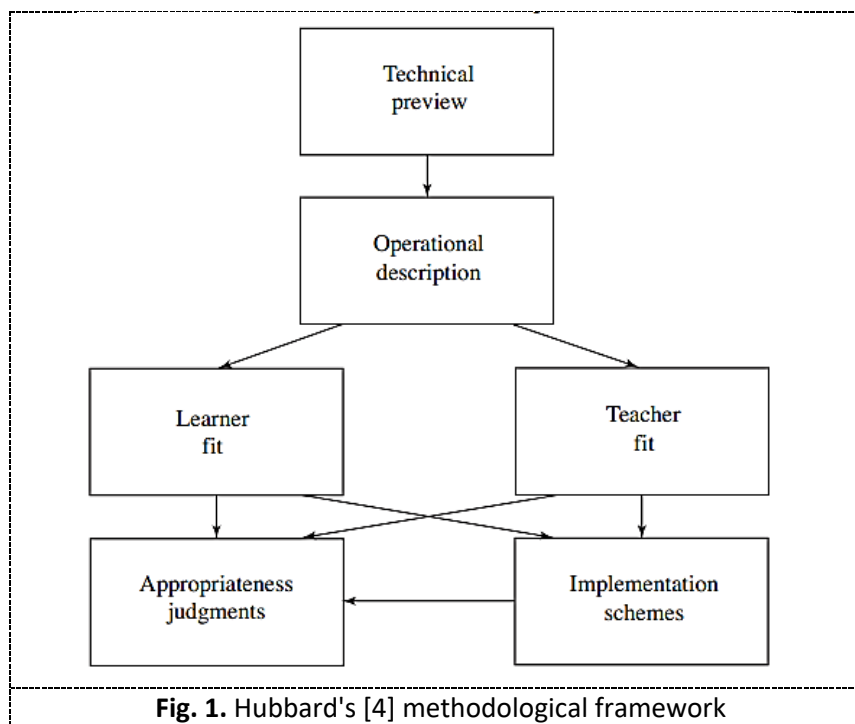 Technical
preview
Operational
description
Learner
fit
Teacher
fit
Appropriateness
judgments
Implementation
schemes
Fig. 1. Hubbard's [4] methodological framework